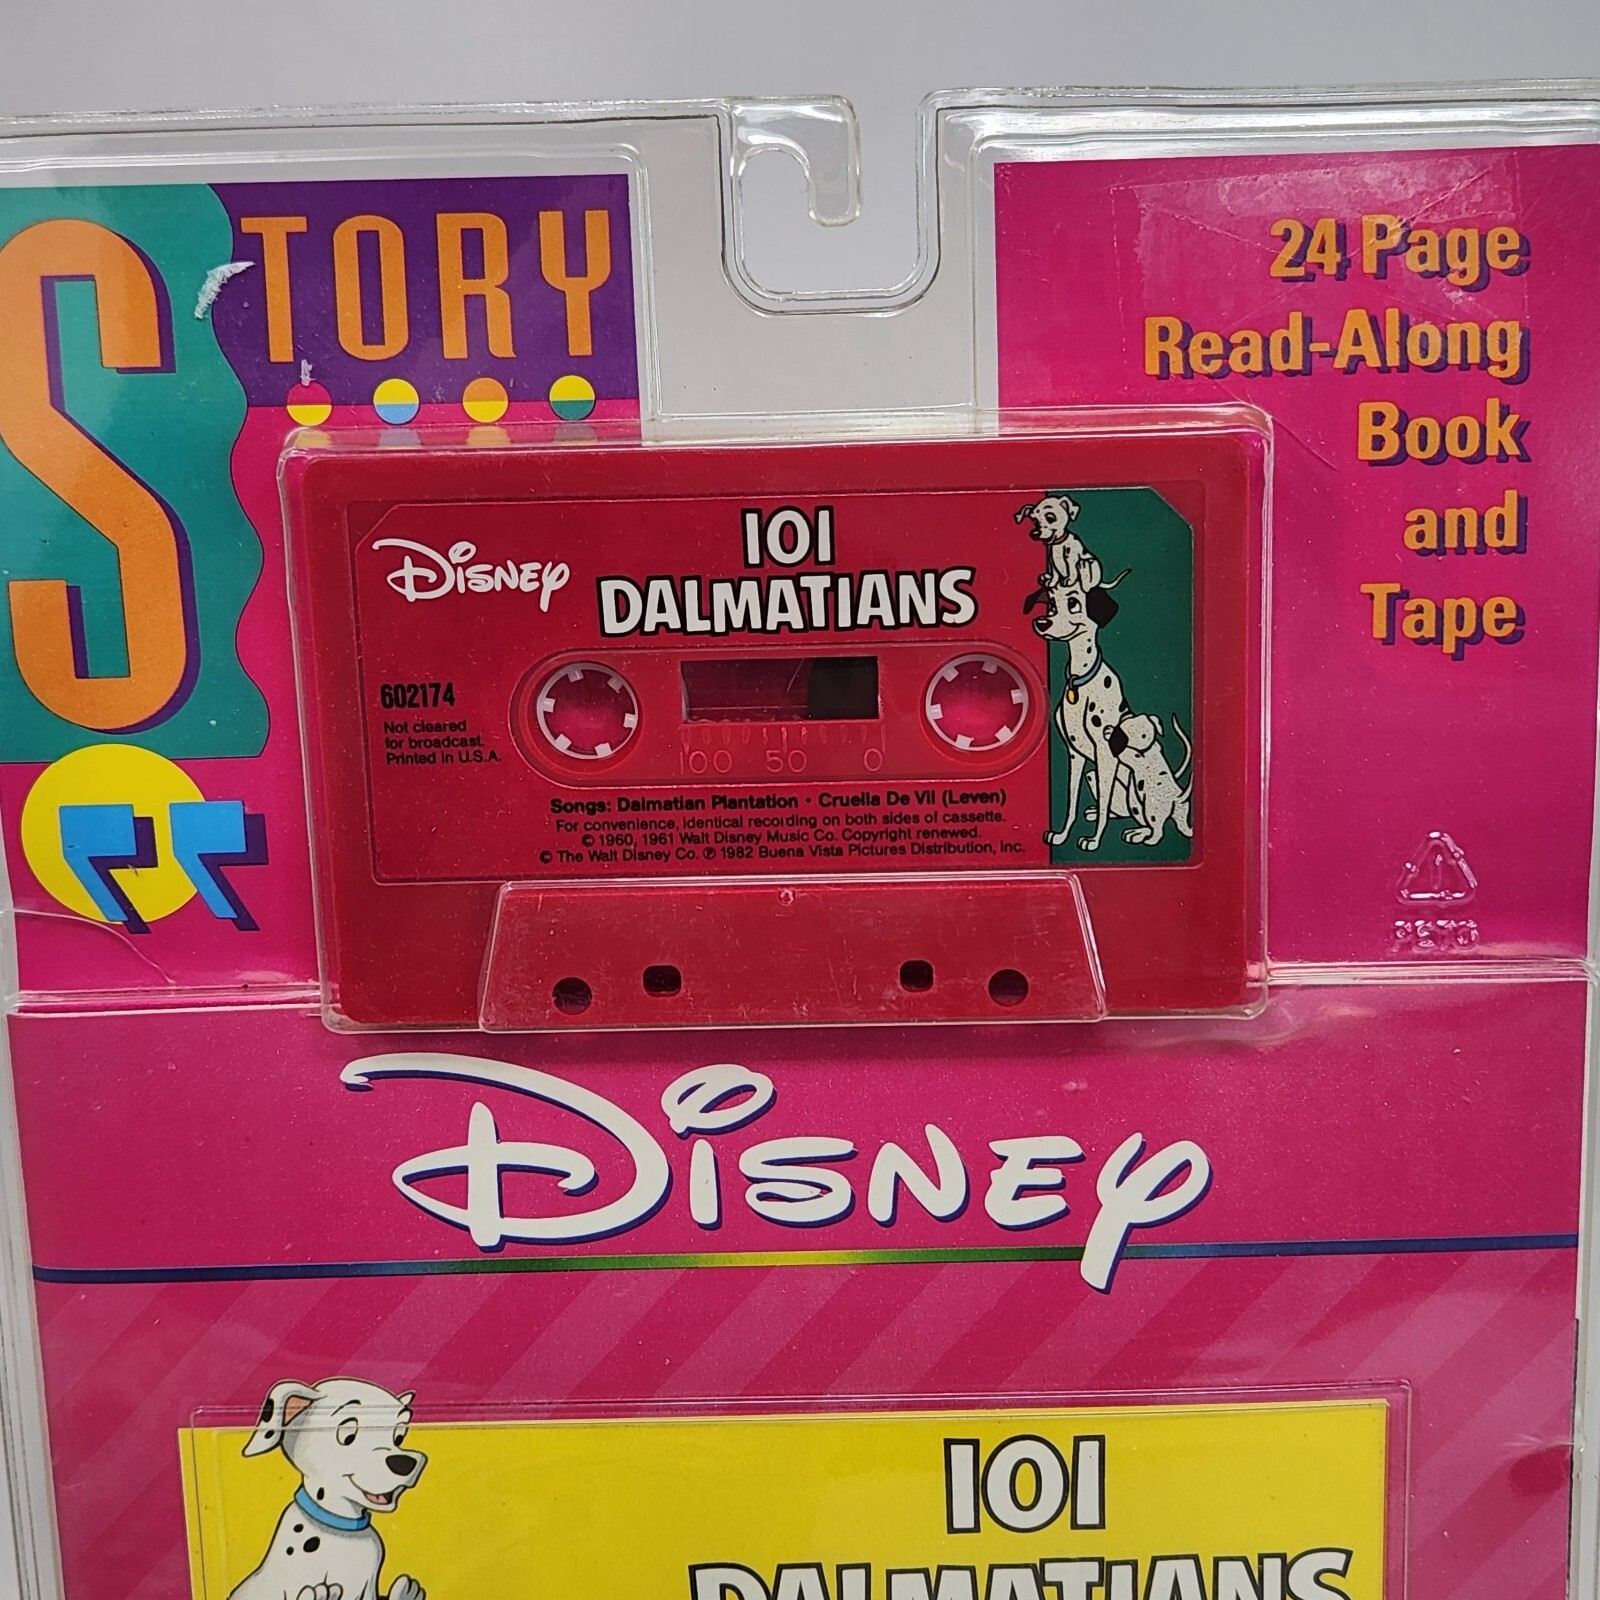 STORY
24 Page
Read-Along
Book
and
Tape
Disney
101
DALMATIANS
602174
Not cleared
for broadcast.
Printed in U.S.A.
100 50 0
Songs: Dalmatian Plantation • Cruella De Vil (Leven)
For convenience, identical recording on both sides of cassette.
© 1960, 1961 Walt Disney Music Co. Copyright renewed.
© The Walt Disney Co. ℗ 1982 Buena Vista Pictures Distribution, Inc.
Disney
101
DALMATIANS